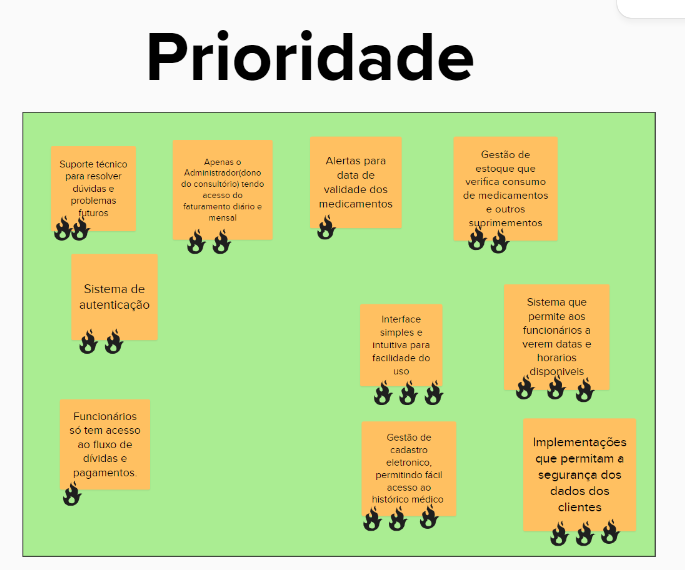 Prioridade
Suporte técnico
para resolver
dúvidas e
problemas
futuros
Apenas o
Administrador(dono
do consultório) tendo
acesso do
faturamento diário e
mensal
Alertas para
data de
validade dos
medicamentos
Gestão de
estoque que
verifica consumo
de medicamentos
e outros
suprimementos
Sistema de
autenticação
Interface
simples e
intuitiva para
facilidade do
uso
Sistema que
permite aos
funcionários a
verem datas e
horarios
disponiveis
Funcionários
só tem acesso
ao fluxo de
dívidas e
pagamentos.
Gestão de
cadastro
eletronico,
permitindo fácil
acesso ao
histórico médico
Implementações
que permitam a
segurança dos
dados dos
clientes